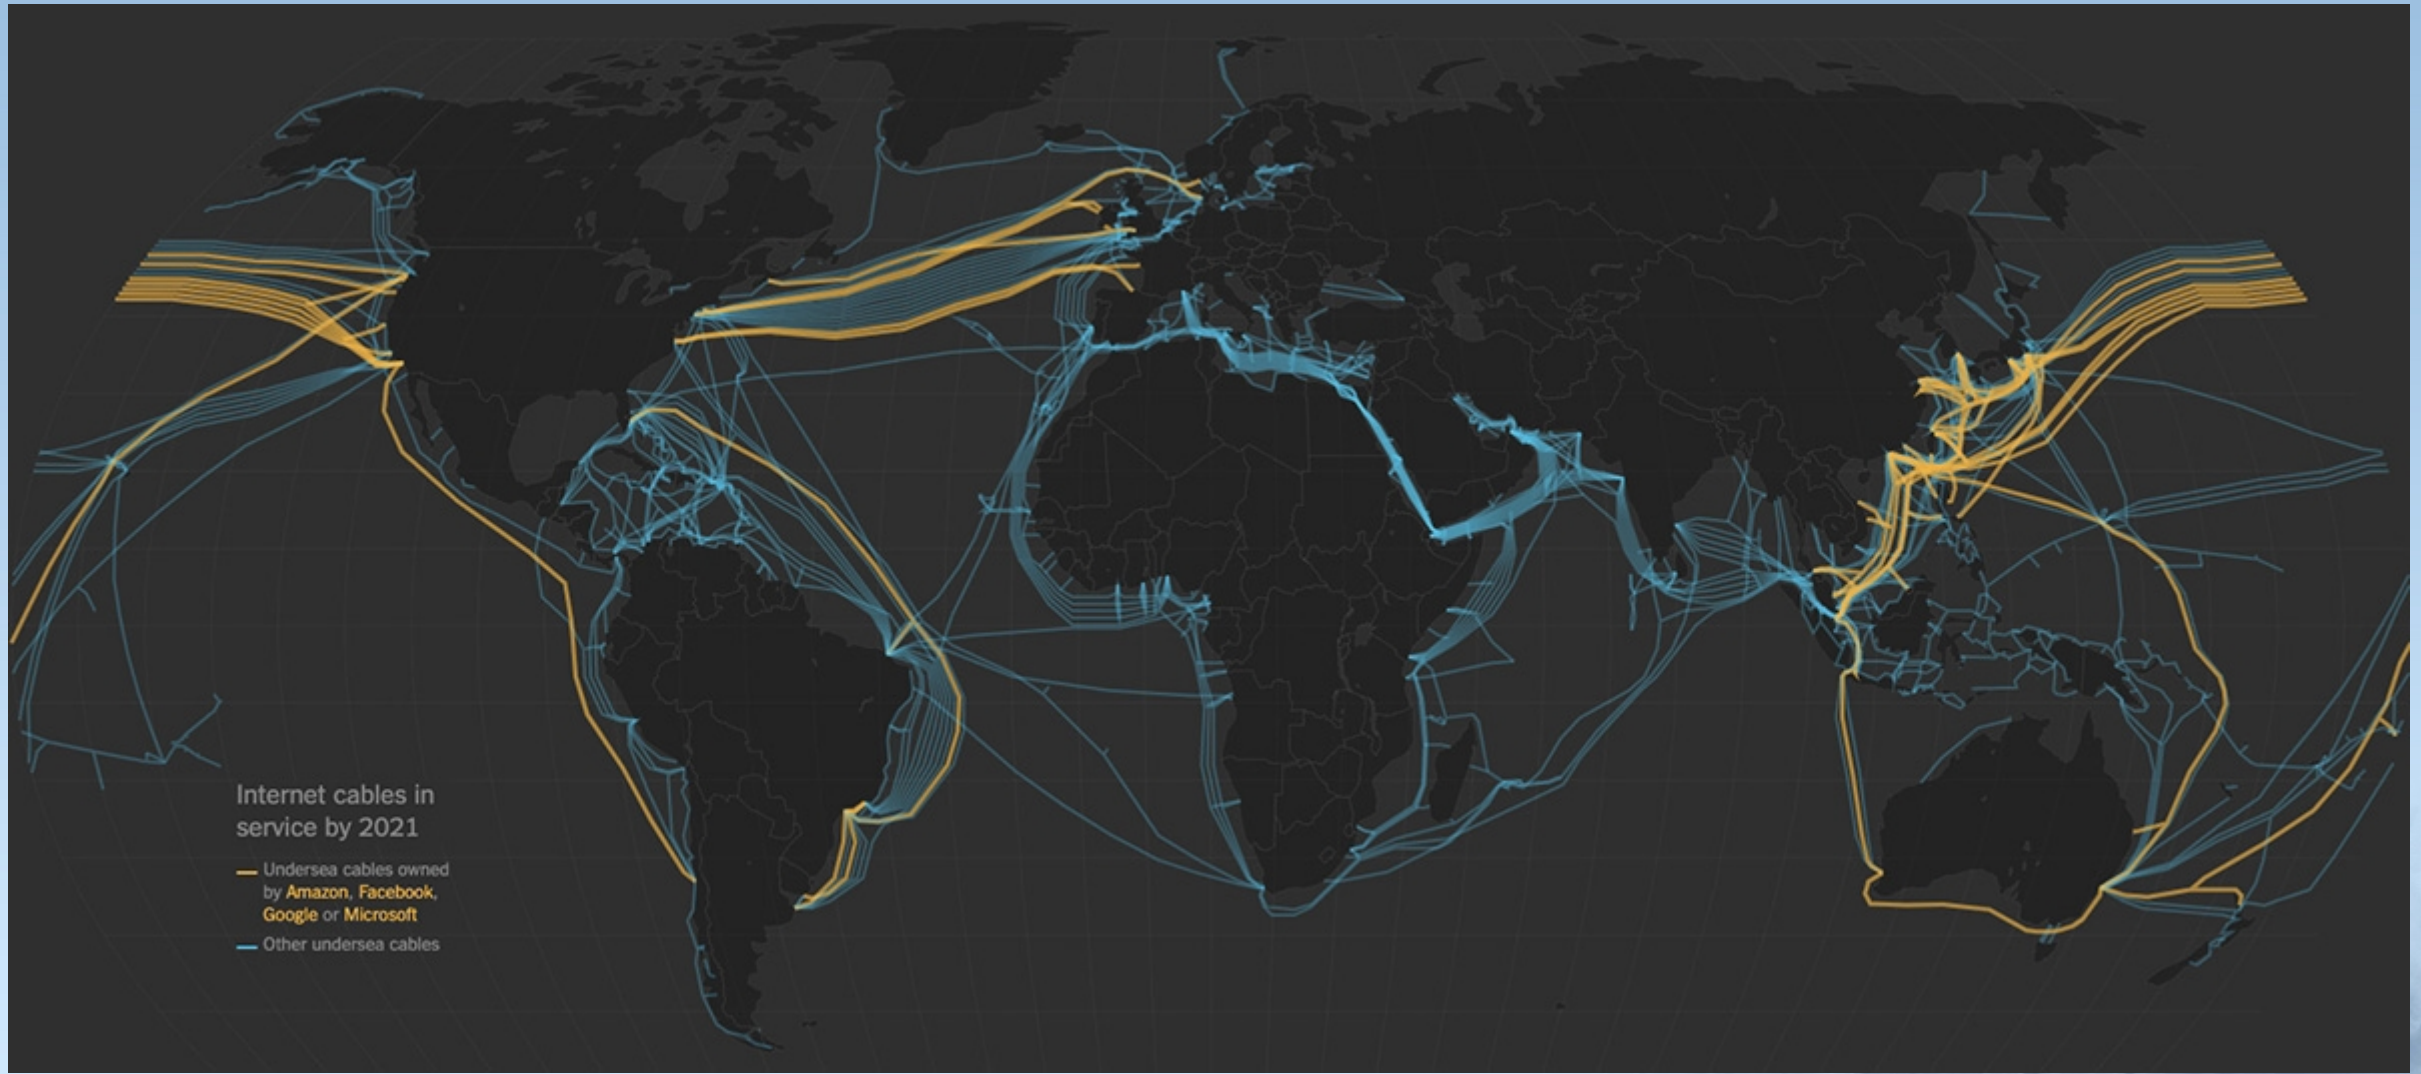 Internet cables in
service by 2021
Undersea cables owned
by Amazon, Facebook,
Google or Microsoft
Other undersea cables